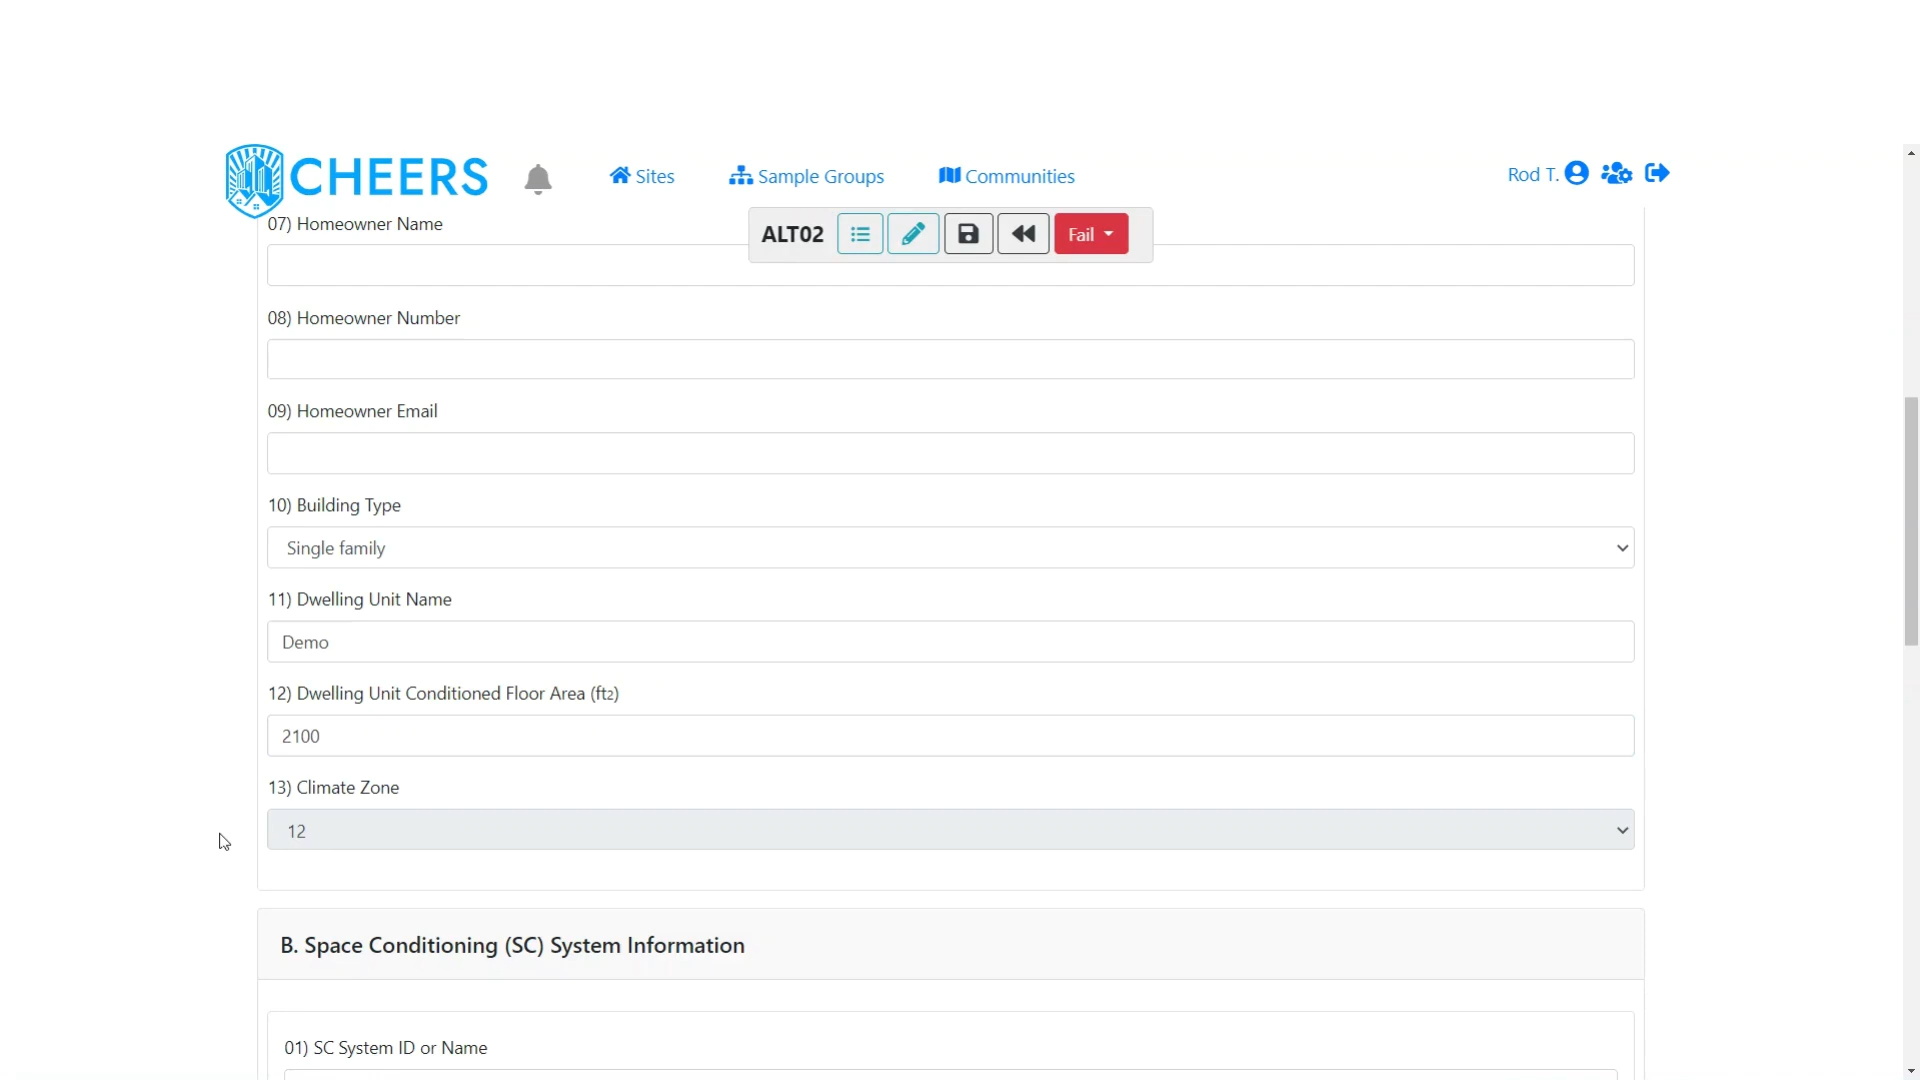 CHEERS
Sites
Sample Groups
Communities
Rod T.
07) Homeowner Name
ALT02
Fail
08) Homeowner Number
09) Homeowner Email
10) Building Type
Single family
11) Dwelling Unit Name
Demo
12) Dwelling Unit Conditioned Floor Area (ft2)
2100
13) Climate Zone
12
B. Space Conditioning (SC) System Information
01) SC System ID or Name